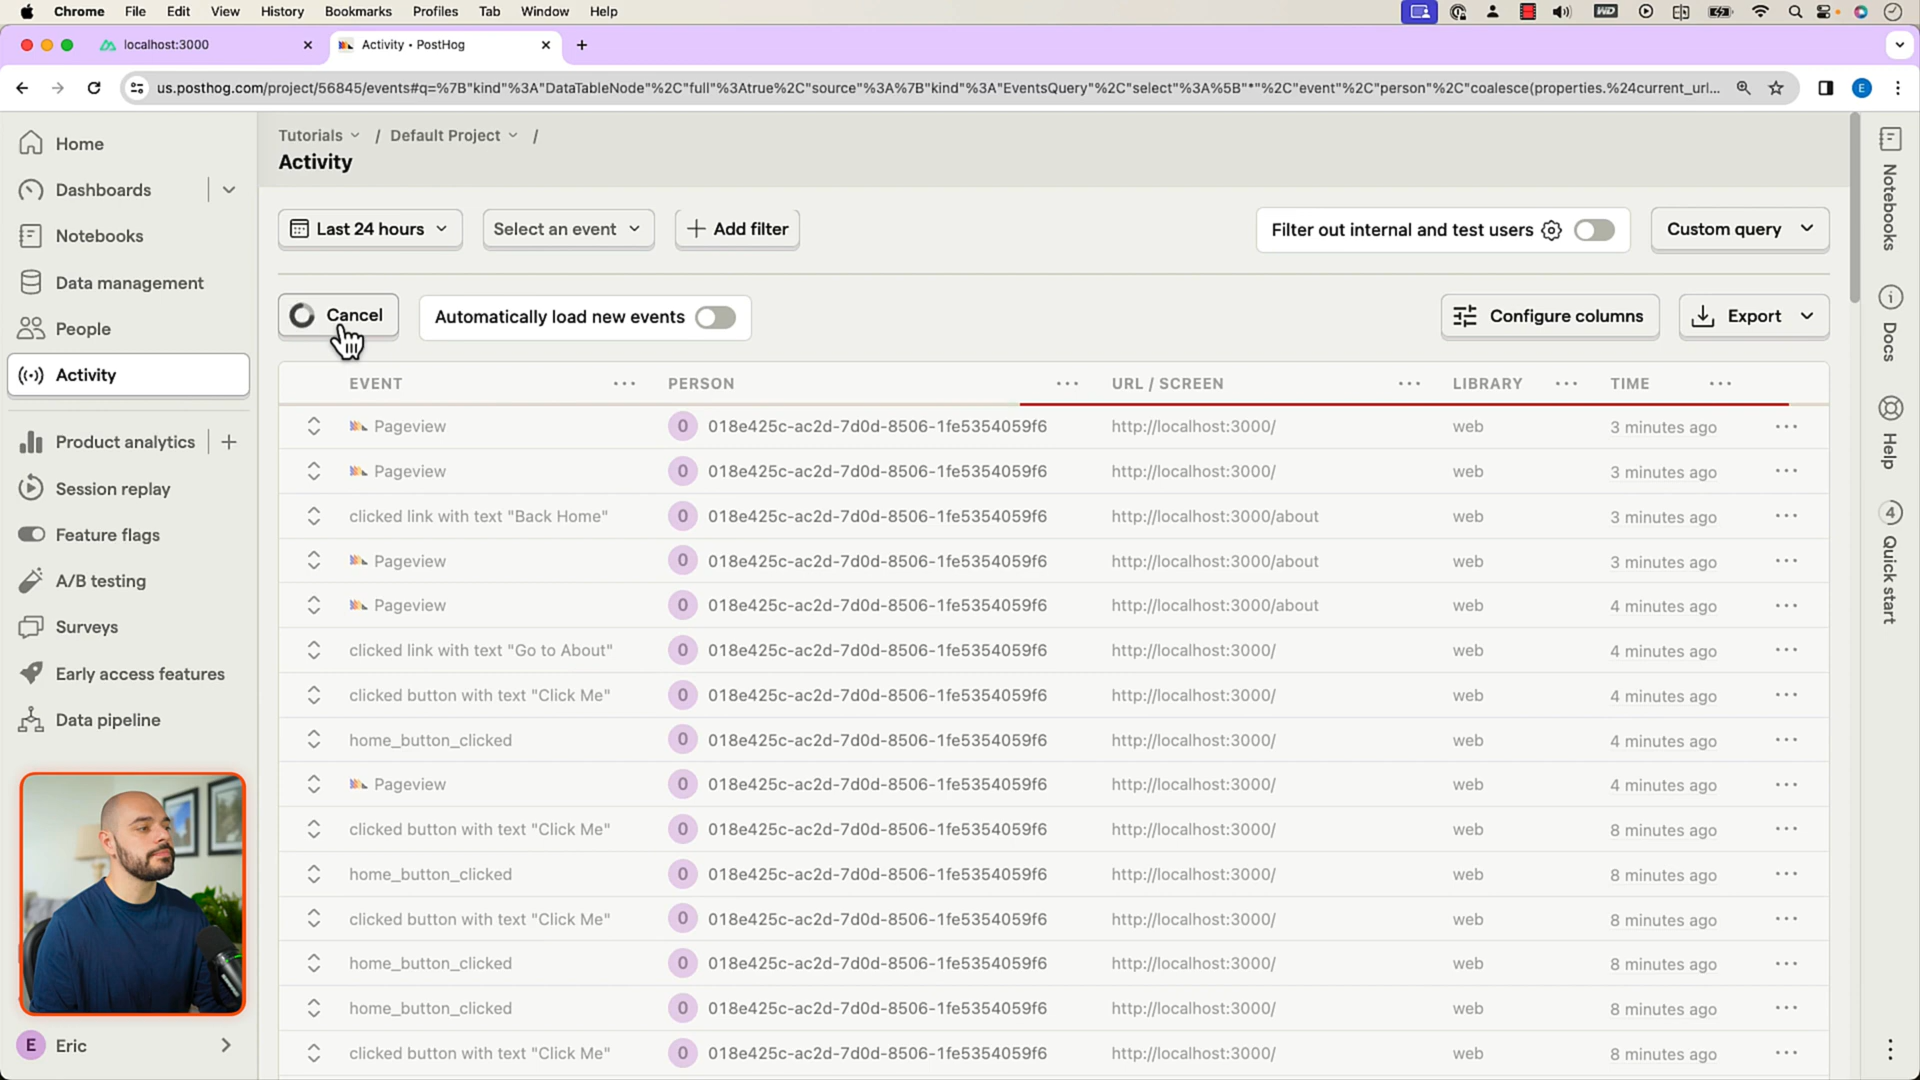 Chrome File Edit View History Bookmarks Profiles Tab Window Help
localhost:3000
Activity • PostHog
us.posthog.com/project/56845/events#q=%7B"kind"%3A"DataTableNode"%2C"full"%3Atrue%2C"source"%3A%7B"kind"%3A"EventsQuery"%2C"select"%3A%5B"*"%2C"event"%2C"person"%2C"coalesce(properties.%24current_url...
E
Home
Dashboards
Notebooks
Data management
People
Activity
Product analytics
Session replay
Feature flags
A/B testing
Surveys
Early access features
Data pipeline
E Eric
Tutorials / Default Project /
Activity
Last 24 hours Select an event + Add filter Filter out internal and test users Custom query
Cancel Automatically load new events Configure columns Export
EVENT PERSON URL / SCREEN LIBRARY TIME
Pageview 0 018e425c-ac2d-7d0d-8506-1fe5354059f6 http://localhost:3000/ web 3 minutes ago
Pageview 0 018e425c-ac2d-7d0d-8506-1fe5354059f6 http://localhost:3000/ web 3 minutes ago
clicked link with text "Back Home" 0 018e425c-ac2d-7d0d-8506-1fe5354059f6 http://localhost:3000/about web 3 minutes ago
Pageview 0 018e425c-ac2d-7d0d-8506-1fe5354059f6 http://localhost:3000/about web 3 minutes ago
Pageview 0 018e425c-ac2d-7d0d-8506-1fe5354059f6 http://localhost:3000/about web 4 minutes ago
clicked link with text "Go to About" 0 018e425c-ac2d-7d0d-8506-1fe5354059f6 http://localhost:3000/ web 4 minutes ago
clicked button with text "Click Me" 0 018e425c-ac2d-7d0d-8506-1fe5354059f6 http://localhost:3000/ web 4 minutes ago
home_button_clicked 0 018e425c-ac2d-7d0d-8506-1fe5354059f6 http://localhost:3000/ web 4 minutes ago
Pageview 0 018e425c-ac2d-7d0d-8506-1fe5354059f6 http://localhost:3000/ web 4 minutes ago
clicked button with text "Click Me" 0 018e425c-ac2d-7d0d-8506-1fe5354059f6 http://localhost:3000/ web 8 minutes ago
home_button_clicked 0 018e425c-ac2d-7d0d-8506-1fe5354059f6 http://localhost:3000/ web 8 minutes ago
clicked button with text "Click Me" 0 018e425c-ac2d-7d0d-8506-1fe5354059f6 http://localhost:3000/ web 8 minutes ago
home_button_clicked 0 018e425c-ac2d-7d0d-8506-1fe5354059f6 http://localhost:3000/ web 8 minutes ago
home_button_clicked 0 018e425c-ac2d-7d0d-8506-1fe5354059f6 http://localhost:3000/ web 8 minutes ago
clicked button with text "Click Me" 0 018e425c-ac2d-7d0d-8506-1fe5354059f6 http://localhost:3000/ web 8 minutes ago
Notebooks
Docs
Help
4 Quick start